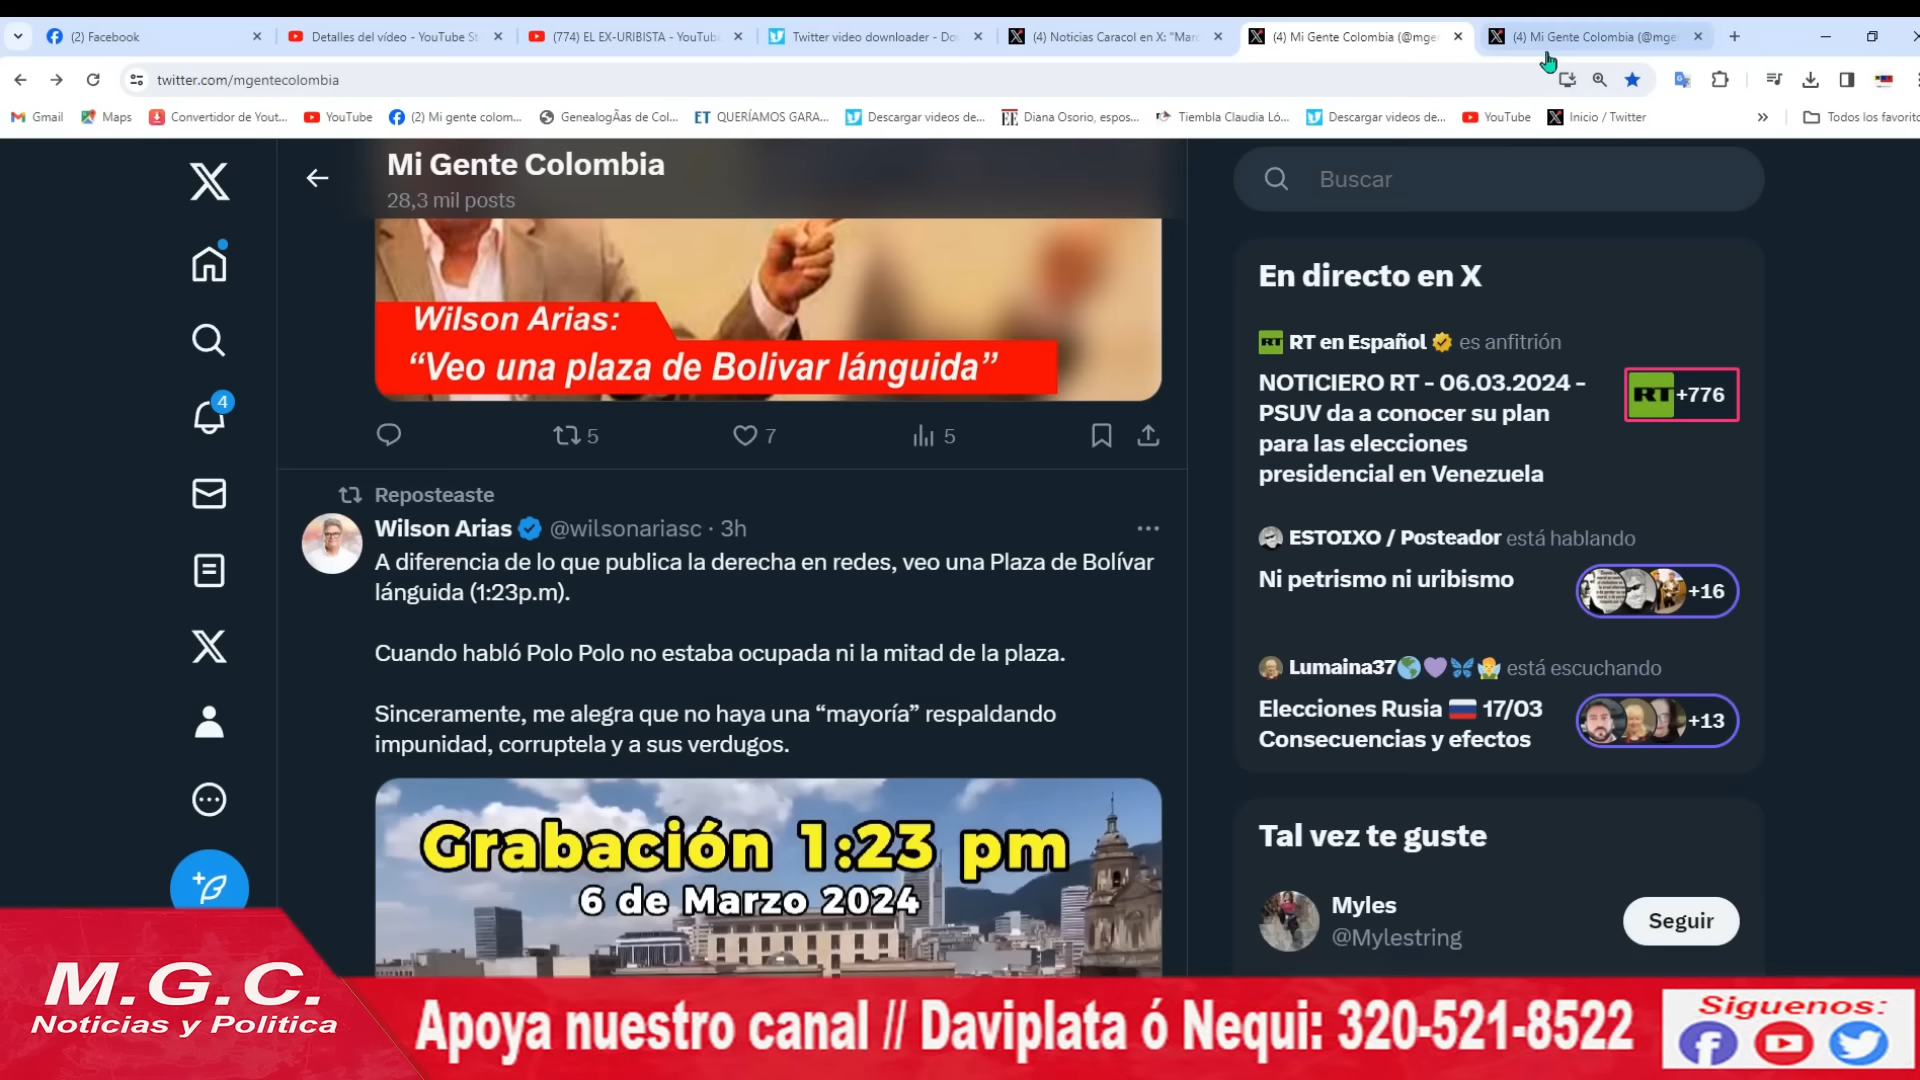 (2) Facebook
Detalles del vídeo - YouTube St
(774) EL EX-URIBISTA - YouTub
Twitter video downloader - Do
(4) Noticias Caracol en X: "Marc
(4) Mi Gente Colombia (@mge
(4) Mi Gente Colombia (@mge
twitter.com/mgentecolombia
Gmail
Maps
Convertidor de Yout...
YouTube
(2) Mi gente colom...
GenealogÃas de Col...
ET QUERÍAMOS GARA...
Descargar videos de...
EE Diana Osorio, espos...
Tiembla Claudia Ló...
Descargar videos de...
YouTube
Inicio / Twitter
Todos los favorito
Mi Gente Colombia
28,3 mil posts
Wilson Arias:
“Veo una plaza de Bolivar lánguida”
5
7
5
4
Reposteaste
Wilson Arias @wilsonariasc · 3h
A diferencia de lo que publica la derecha en redes, veo una Plaza de Bolívar
lánguida (1:23p.m).
Cuando habló Polo Polo no estaba ocupada ni la mitad de la plaza.
Sinceramente, me alegra que no haya una “mayoría” respaldando
impunidad, corruptela y a sus verdugos.
Grabación 1:23 pm
6 de Marzo 2024
Buscar
En directo en X
RT RT en Español es anfitrión
NOTICIERO RT - 06.03.2024 -
PSUV da a conocer su plan
para las elecciones
presidencial en Venezuela
RT +776
ESTOIXO / Posteador está hablando
Ni petrismo ni uribismo
+16
Lumaina37🌎💜🦋🧚 está escuchando
Elecciones Rusia 🇷🇺 17/03
Consecuencias y efectos
+13
Tal vez te guste
Myles
@Mylestring
Seguir
M.G.C.
Noticias y Politica
Apoya nuestro canal // Daviplata ó Nequi: 320-521-8522
Siguenos: